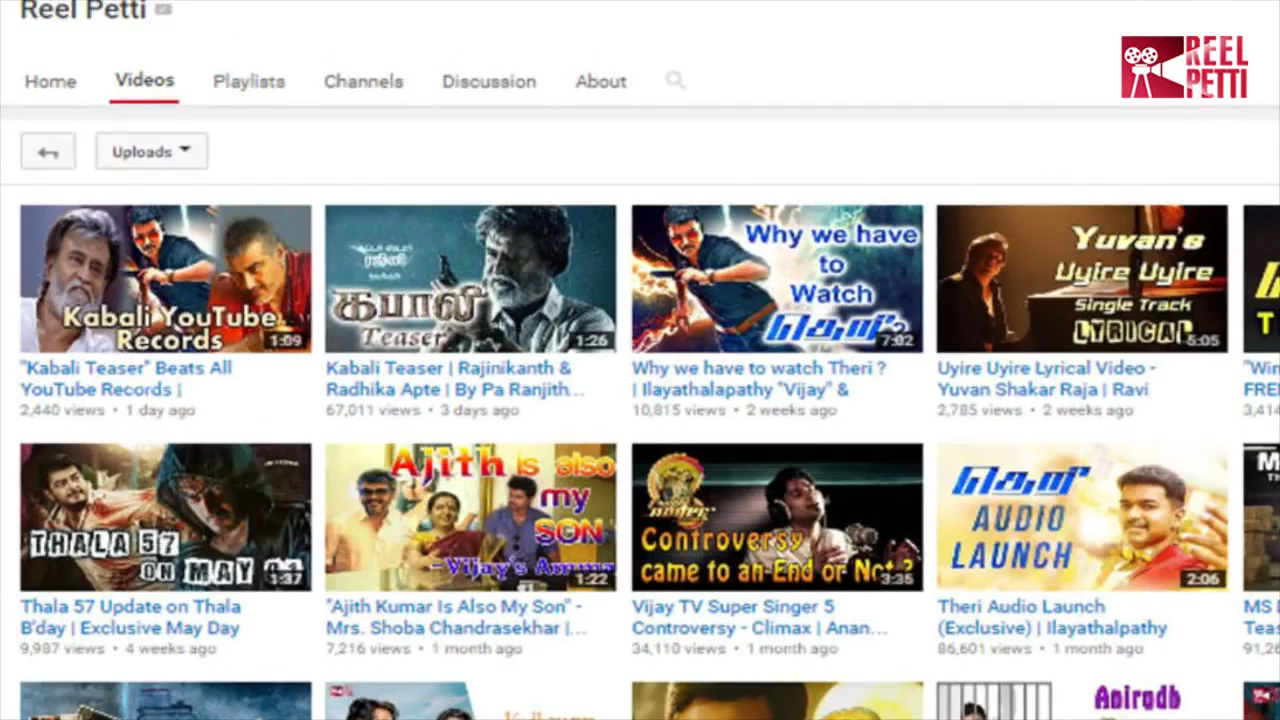 Reel Petti
REEL
PETTI
Home Videos Playlists Channels Discussion About
Uploads
Kabali YouTube
Records
1:09
"Kabali Teaser" Beats All
YouTube Records |
2,440 views • 1 day ago
கபாலி
Teaser
1:26
Kabali Teaser | Rajinikanth &
Radhika Apte | By Pa Ranjith...
67,011 views • 3 days ago
Why we have
to
Watch
தெறி
7:02
Why we have to watch Theri ?
| Ilayathalapathy "Vijay" &
10,815 views • 2 weeks ago
Yuvan's
Uyire Uyire
Single Track
LYRICAL
5:05
Uyire Uyire Lyrical Video -
Yuvan Shakar Raja | Ravi
2,785 views • 2 weeks ago
THALA 57
ON MAY
1:37
Thala 57 Update on Thala
B'day | Exclusive May Day
9,987 views • 4 weeks ago
Ajith is also
my
SON
-Vijay's Amma
1:22
"Ajith Kumar Is Also My Son" -
Mrs. Shoba Chandrasekhar |...
7,216 views • 1 month ago
Controversy
came to an End or Not ?
3:35
Vijay TV Super Singer 5
Controversy - Climax | Anan...
34,110 views • 1 month ago
தெறி
AUDIO
LAUNCH
2:06
Theri Audio Launch
(Exclusive) | Ilayathalpathy
86,601 views • 1 month ago
Anirudh